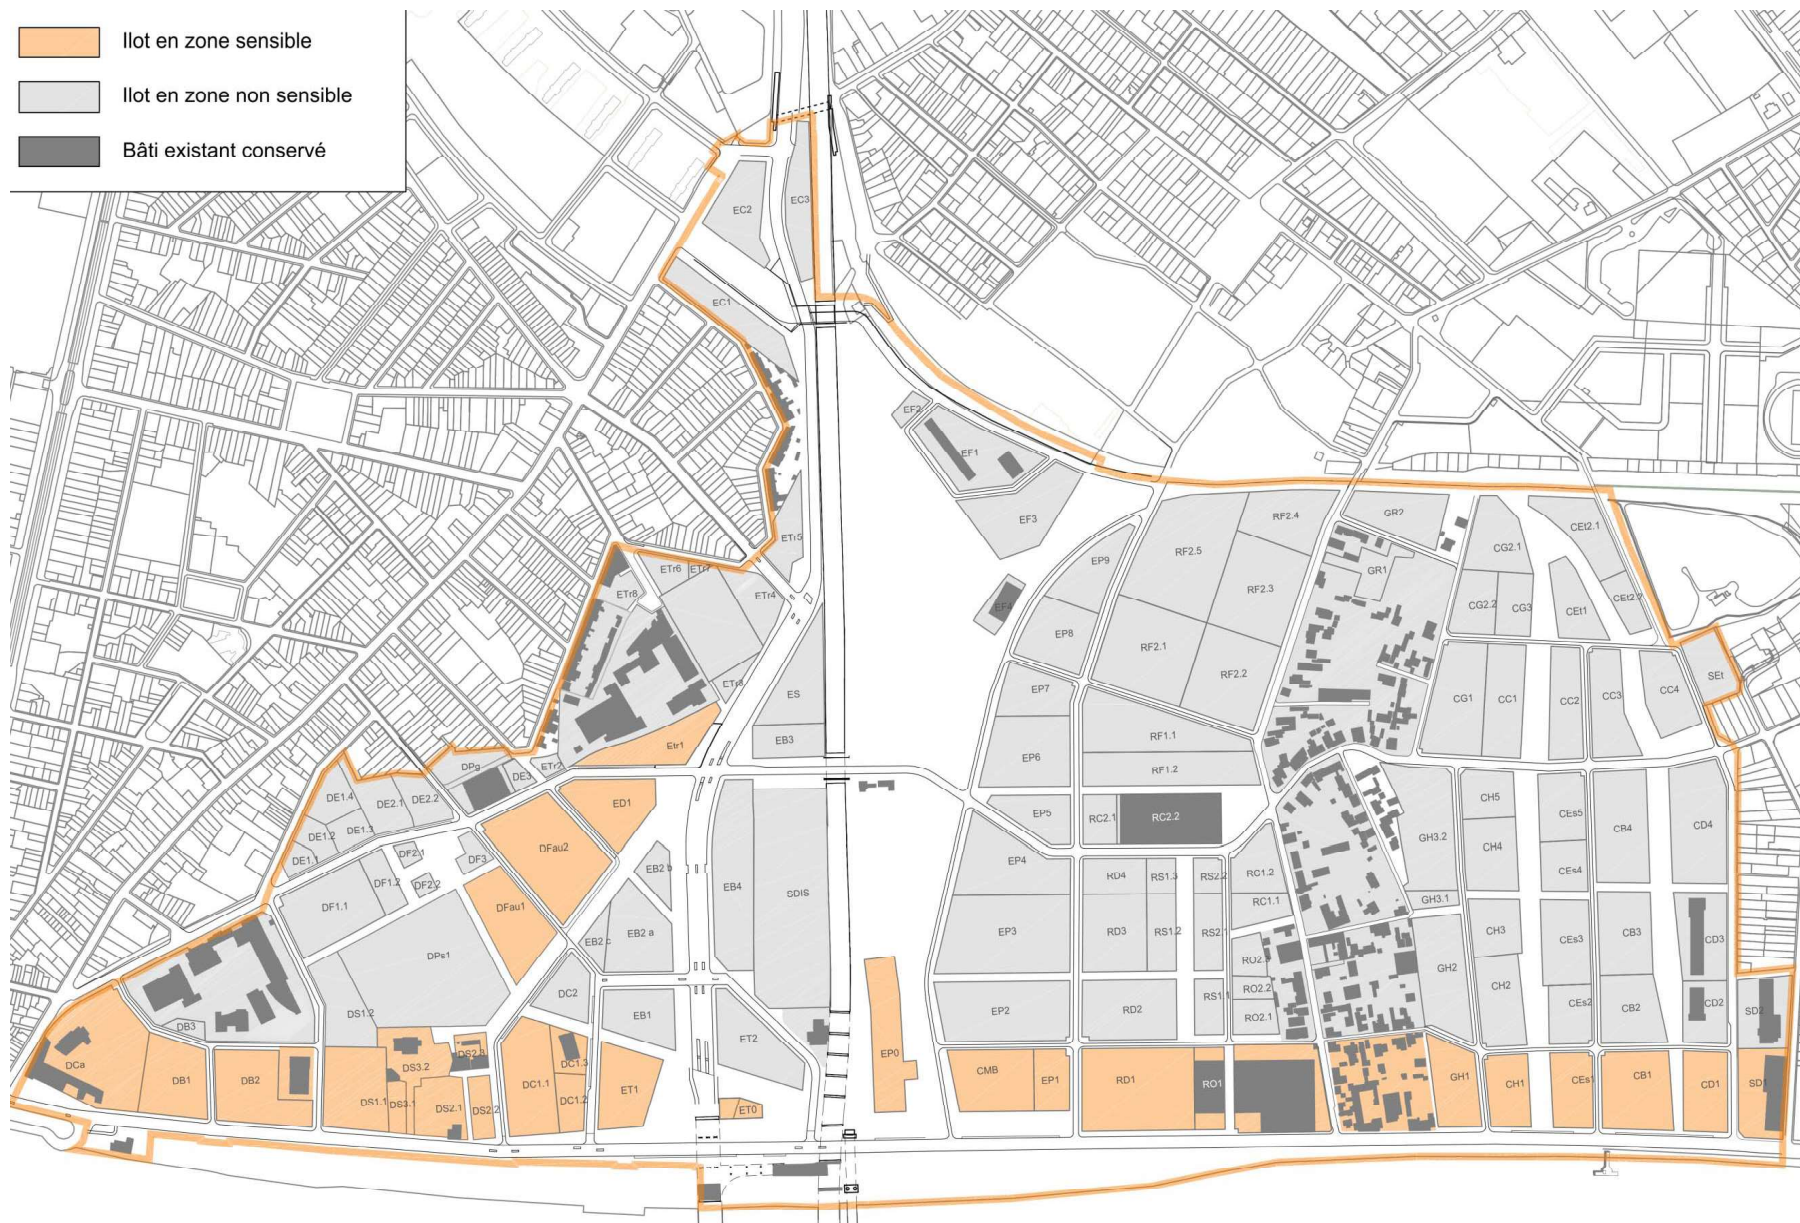 Ilot en zone sensible
Ilot en zone non sensible
Bâti existant conservé
EC2
EC3
EC1
EF2
EF1
EF3
EF4
ETr5
ETr6
ETr7
ETr8
ETr4
ETr3
ES
EB3
Etr1
ETr2
DPg
DE3
DE1.4
DE2.1
DE2.2
DE1.3
DE1.2
DE1.1
ED1
DFau2
DFau1
DF2.1
DF2.2
DF1.2
DF1.1
DF3
EB2 b
EB2 a
EB2 c
EB4
SDIS
DPs1
DS1.2
DB3
DC2
EB1
ET2
DCa
DB1
DB2
DS3.2
DS2.3
DS1.1
DS3.1
DS2.1
DS2.2
DC1.1
DC1.3
DC1.2
ET1
ET0
EP0
EP9
EP8
EP7
EP6
EP5
EP4
EP3
EP2
EP1
CMB
RF2.5
RF2.4
RF2.3
RF2.1
RF2.2
RF1.1
RF1.2
RC2.1
RC2.2
RD4
RS1.3
RS2.2
RC1.2
RC1.1
RD3
RS1.2
RS2.1
RO2.3
RO2.2
RO2.1
RD2
RS1.1
RD1
RO1
GR2
GR1
GH3.2
GH3.1
GH2
GH1
CG2.1
CG2.2
CG3
CEt2.1
CEt1
CEt2.2
CG1
CC1
CC2
CC3
CC4
SEt
CH5
CH4
CH3
CH2
CH1
CEs5
CEs4
CEs3
CEs2
CEs1
CB4
CB3
CB2
CB1
CD4
CD3
CD2
CD1
SD2
SD1